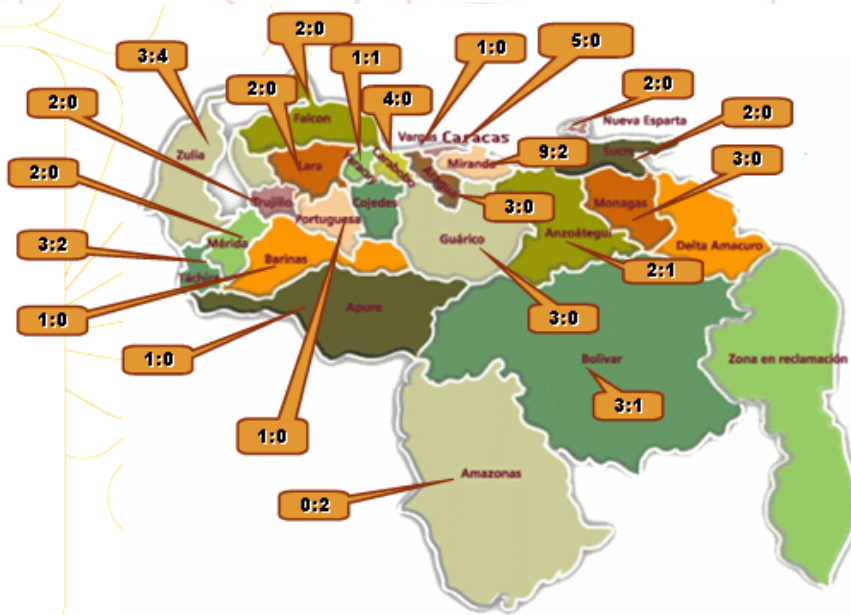 2:0
1:0
5:0
3:4
1:1
2:0
2:0
2:0
4:0
2:0
Nueva Esparta
Falcon
Vargas
Caracas
Zulia
Lara
Yaracuy
Carabobo
Miranda
9:2
Sucre
3:0
2:0
Aragua
Trujillo
Cojedes
3:0
Monagas
Portuguesa
Mérida
Guárico
Anzoátegui
Delta Amacuro
3:2
Barinas
Táchira
2:1
1:0
Apure
3:0
1:0
Bolívar
Zona en reclamación
3:1
1:0
Amazonas
0:2